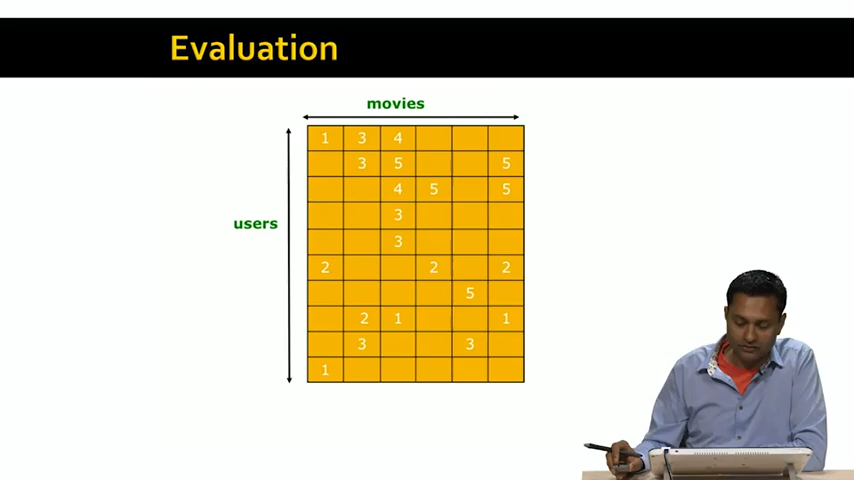 Evaluation
movies
users
1 3 4
3 5 5
4 5 5
3
3
2 2 2
5
2 1 1
3 3
1